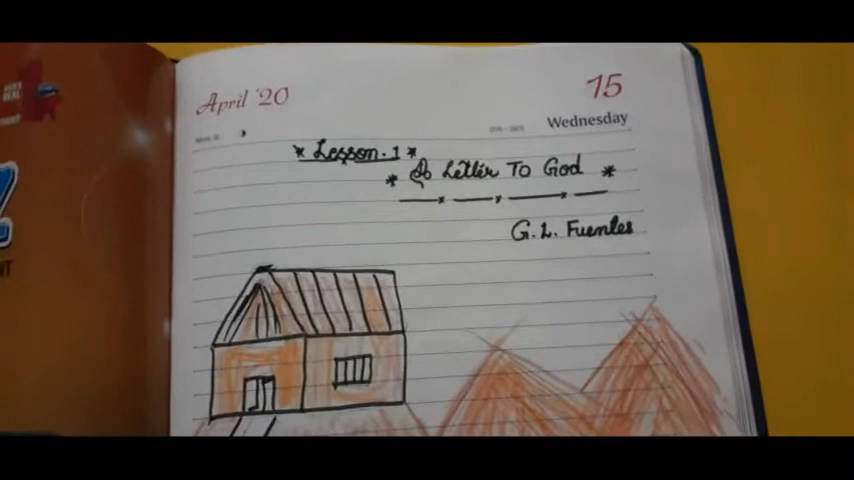 April '20
15
Wednesday
* Lesson-1 *
* A Letter To God *
G.L. Fuentes